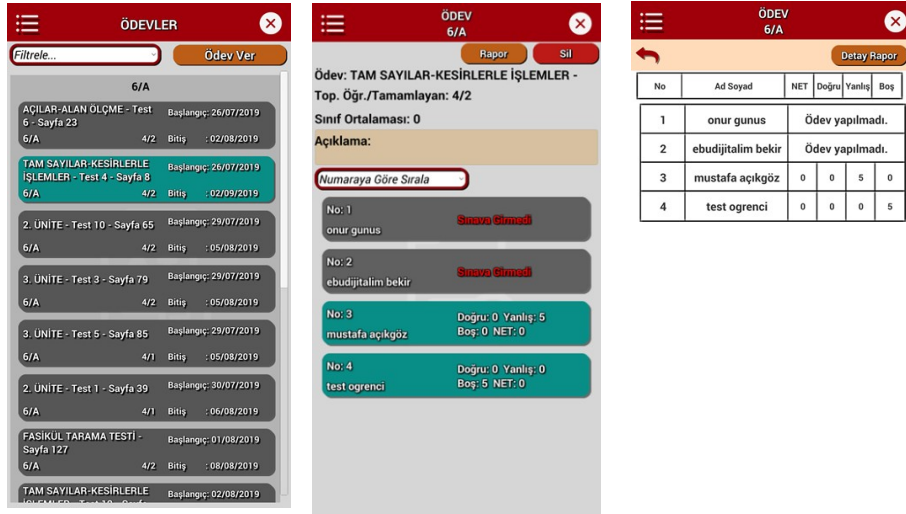 ÖDEVLER
Filtrele...
Ödev Ver
6/A
AÇILAR-ALAN ÖLÇME - Test
6 - Sayfa 23
Başlangıç: 26/07/2019
6/A 4/2 Bitiş : 02/08/2019
TAM SAYILAR-KESİRLERLE
İŞLEMLER - Test 4 - Sayfa 8
Başlangıç: 26/07/2019
6/A 4/2 Bitiş : 02/09/2019
2. ÜNİTE - Test 10 - Sayfa 65 Başlangıç: 29/07/2019
6/A 4/2 Bitiş : 05/08/2019
3. ÜNİTE - Test 3 - Sayfa 79 Başlangıç: 29/07/2019
6/A 4/2 Bitiş : 05/08/2019
3. ÜNİTE - Test 5 - Sayfa 85 Başlangıç: 29/07/2019
6/A 4/1 Bitiş : 05/08/2019
2. ÜNİTE - Test 1 - Sayfa 39 Başlangıç: 30/07/2019
6/A 4/1 Bitiş : 06/08/2019
FASİKÜL TARAMA TESTİ -
Sayfa 127
Başlangıç: 01/08/2019
6/A 4/2 Bitiş : 08/08/2019
TAM SAYILAR-KESİRLERLE
Başlangıç: 02/08/2019
ÖDEV
6/A
Rapor
Sil
Ödev: TAM SAYILAR-KESİRLERLE İŞLEMLER -
Top. Öğr./Tamamlayan: 4/2
Sınıf Ortalaması: 0
Açıklama:
Numaraya Göre Sırala
No: 1
onur gunus
Sınava Girmedi
No: 2
ebudijitalim bekir
Sınava Girmedi
No: 3
mustafa açıkgöz
Doğru: 0 Yanlış: 5
Boş: 0 NET: 0
No: 4
test ogrenci
Doğru: 0 Yanlış: 0
Boş: 5 NET: 0
ÖDEV
6/A
Detay Rapor
No Ad Soyad NET Doğru Yanlış Boş
1 onur gunus Ödev yapılmadı.
2 ebudijitalim bekir Ödev yapılmadı.
3 mustafa açıkgöz 0 0 5 0
4 test ogrenci 0 0 0 5